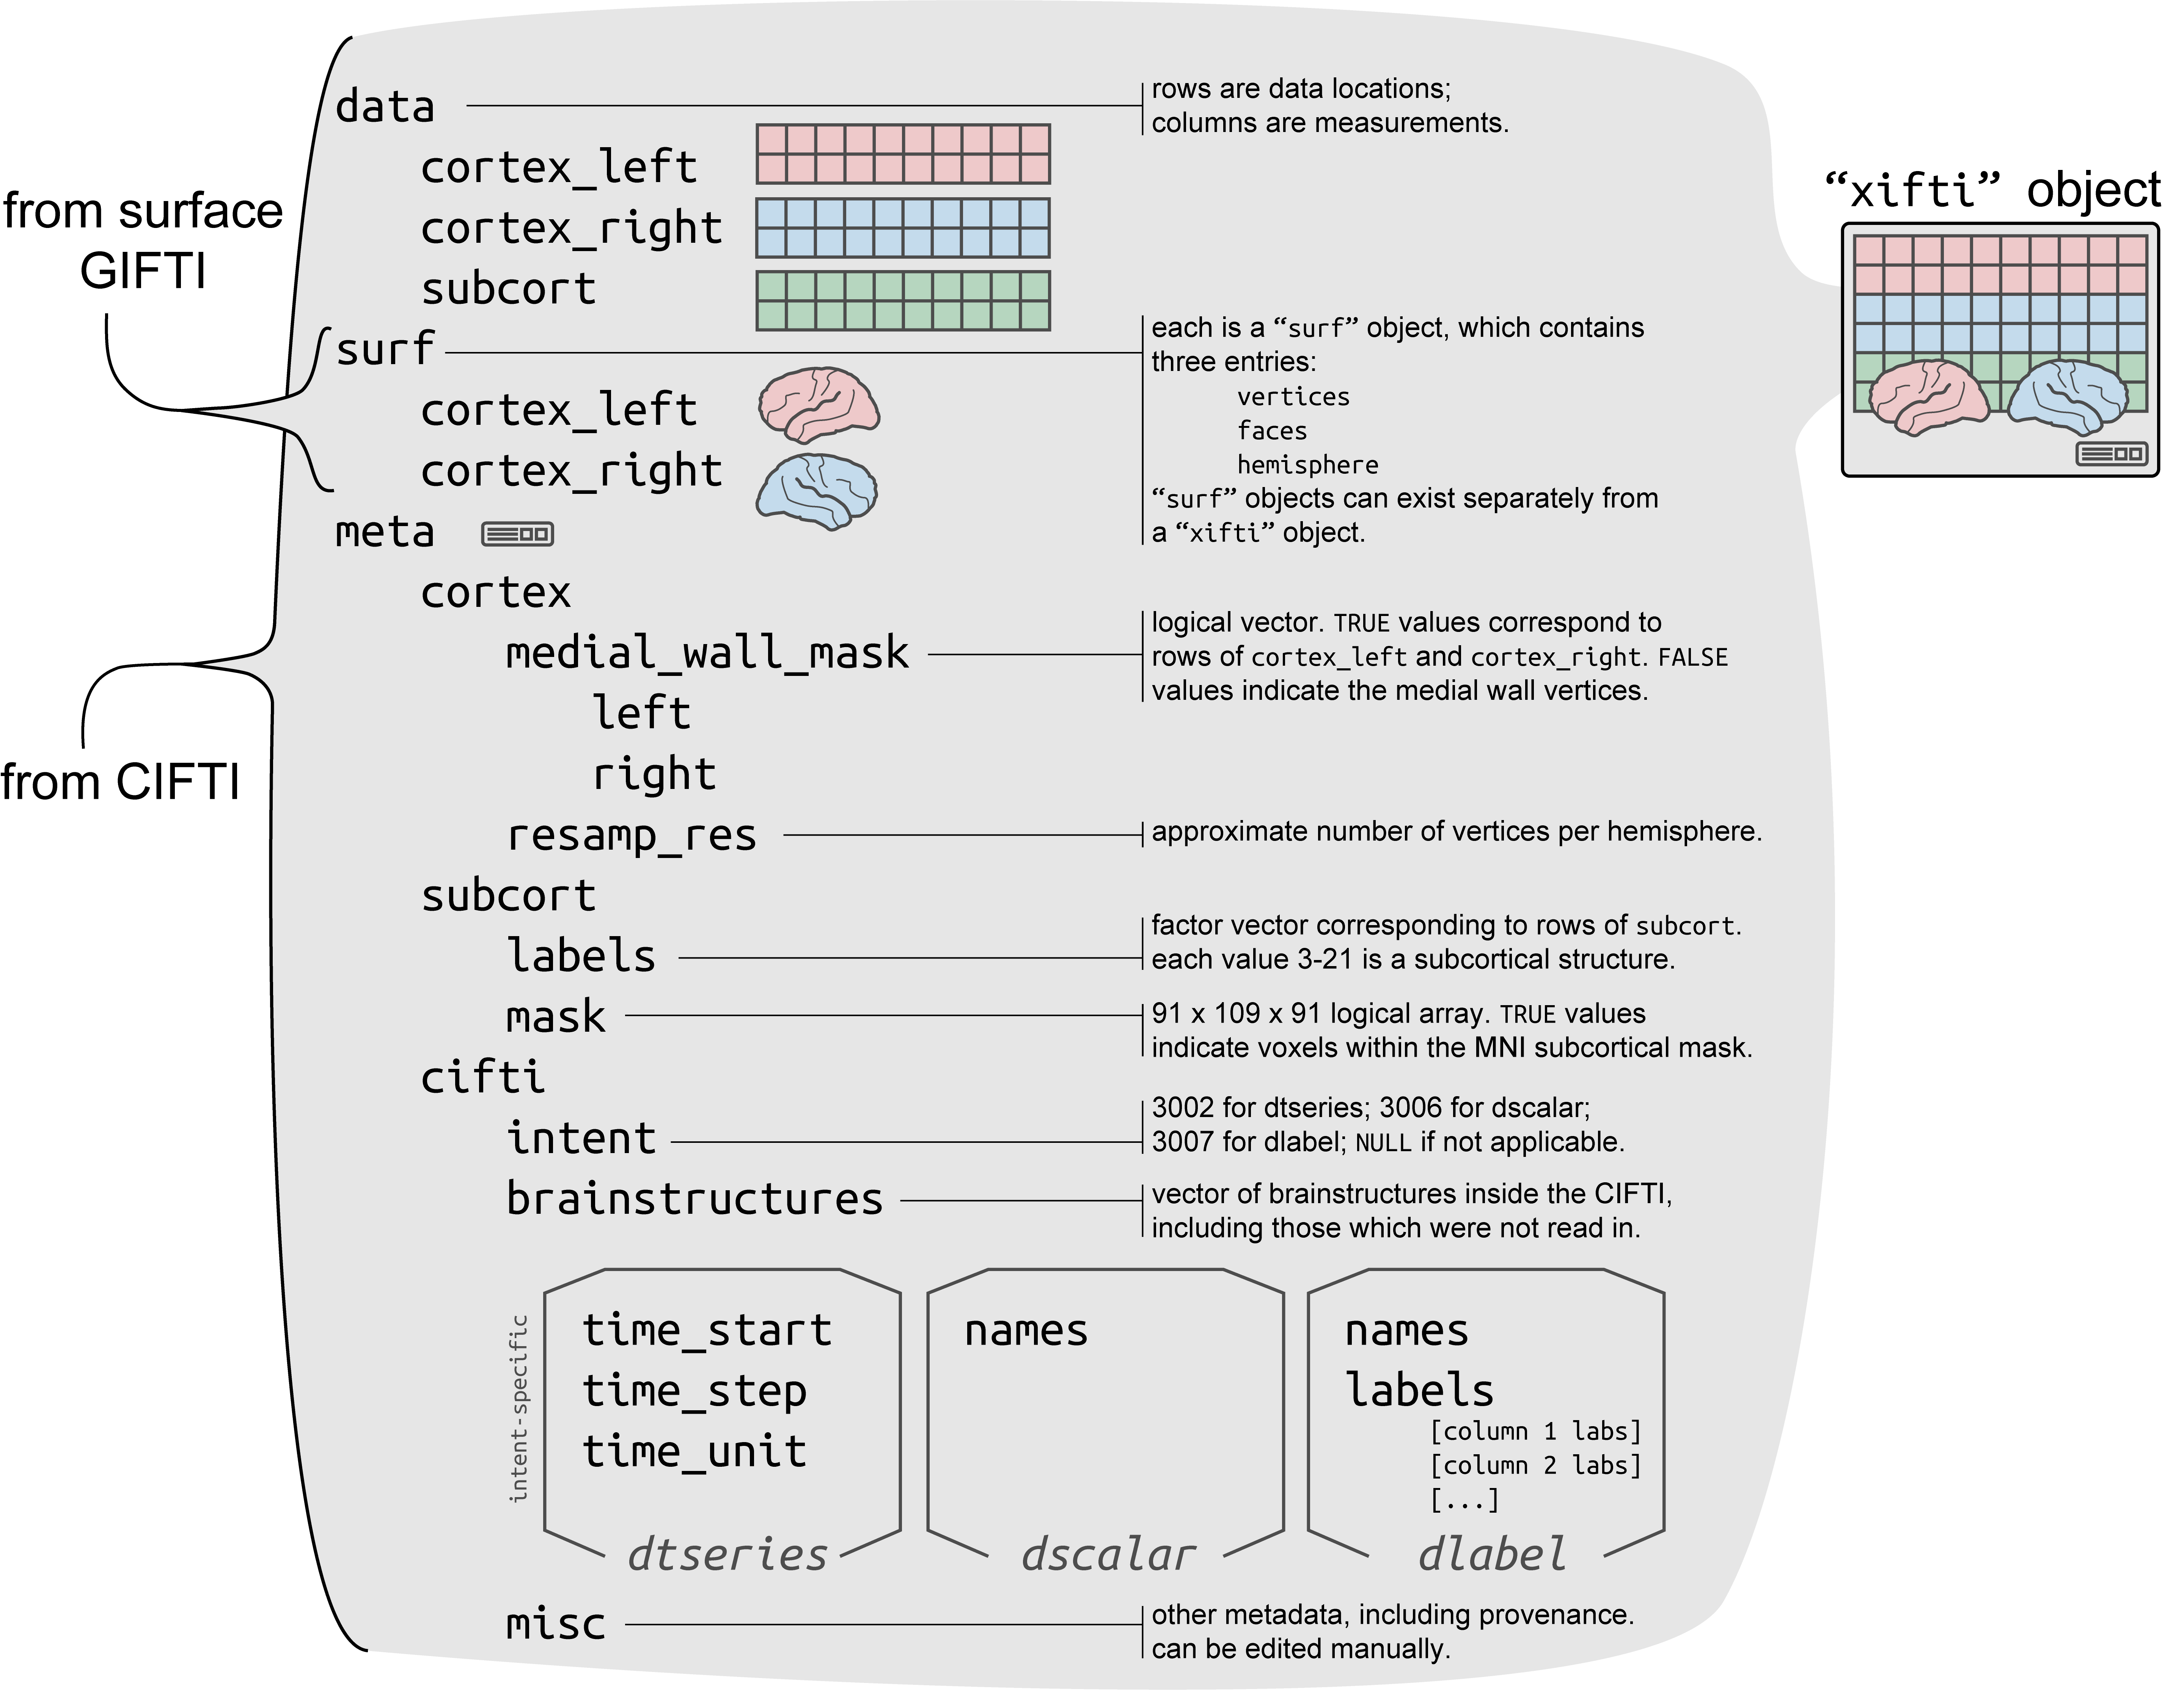 data
rows are data locations;
columns are measurements.
cortex_left
cortex_right
subcort
from surface
GIFTI
“xifti” object
surf
each is a “surf” object, which contains
three entries:
vertices
faces
hemisphere
“surf” objects can exist separately from
a “xifti” object.
cortex_left
cortex_right
meta
cortex
medial_wall_mask
logical vector. TRUE values correspond to
rows of cortex_left and cortex_right. FALSE
values indicate the medial wall vertices.
left
right
from CIFTI
resamp_res
approximate number of vertices per hemisphere.
subcort
labels
factor vector corresponding to rows of subcort.
each value 3-21 is a subcortical structure.
mask
91 x 109 x 91 logical array. TRUE values
indicate voxels within the MNI subcortical mask.
cifti
intent
3002 for dtseries; 3006 for dscalar;
3007 for dlabel; NULL if not applicable.
brainstructures
vector of brainstructures inside the CIFTI,
including those which were not read in.
intent-specific
time_start
time_step
time_unit
dtseries
names
dscalar
names
labels
[column 1 labs]
[column 2 labs]
[...]
dlabel
misc
other metadata, including provenance.
can be edited manually.